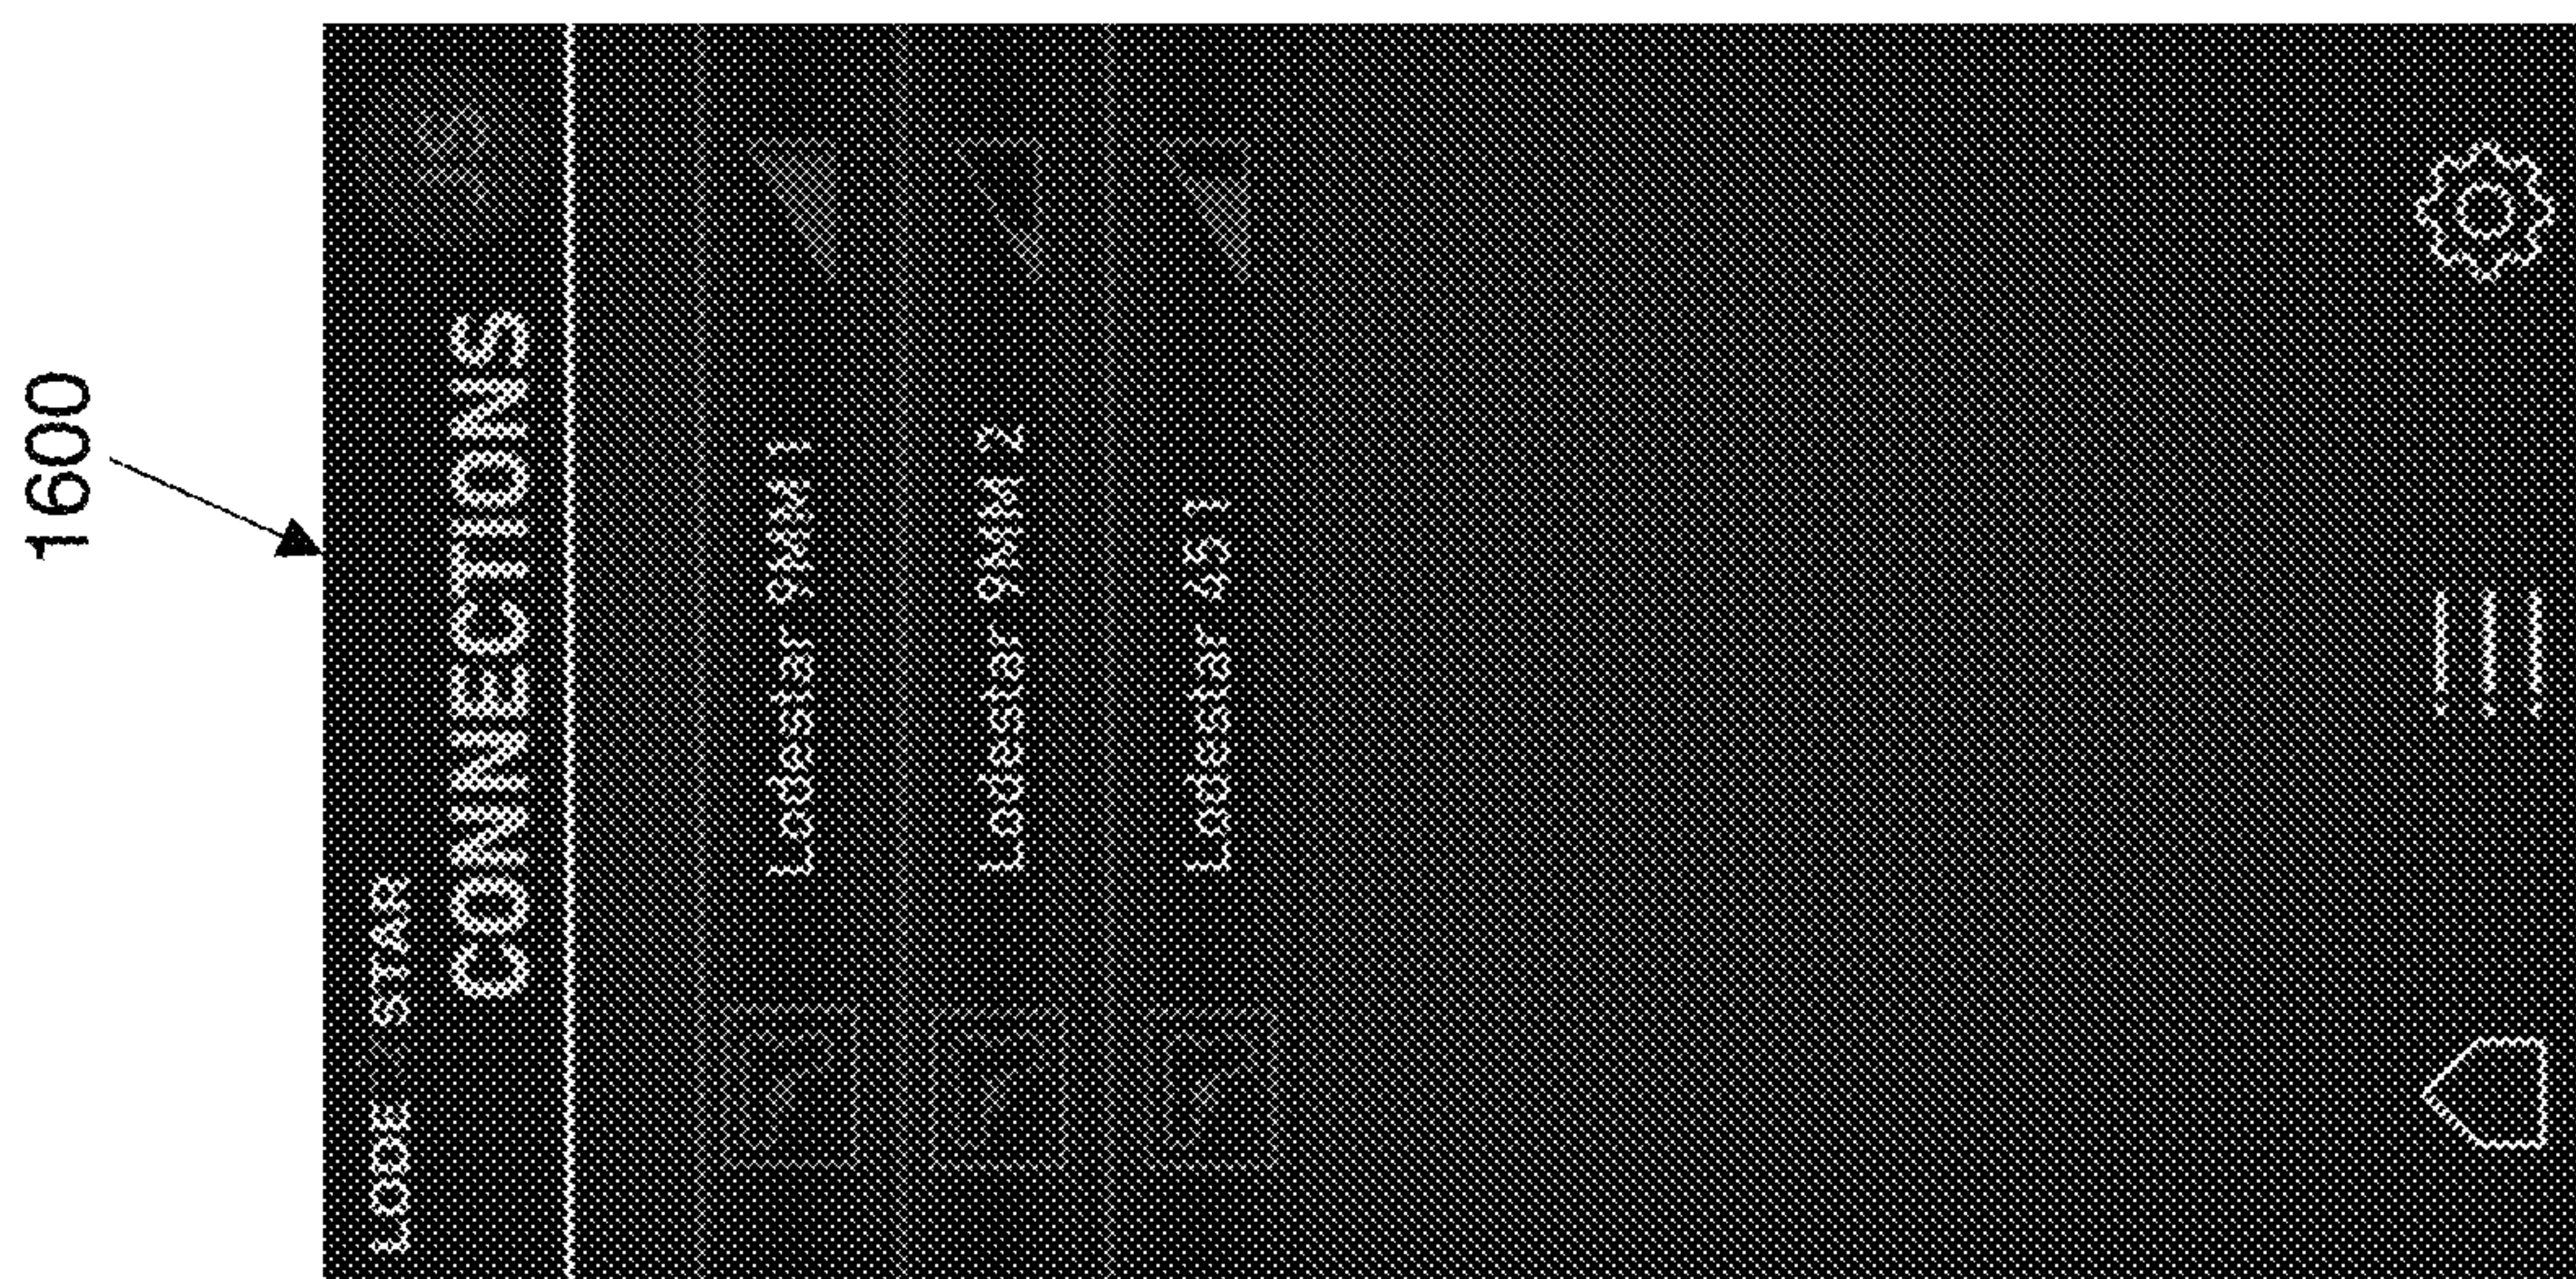 1600
LODE STAR
CONNECTIONS
Lodestar 9MM 1
Lodestar 9MM 2
Lodestar 45 1